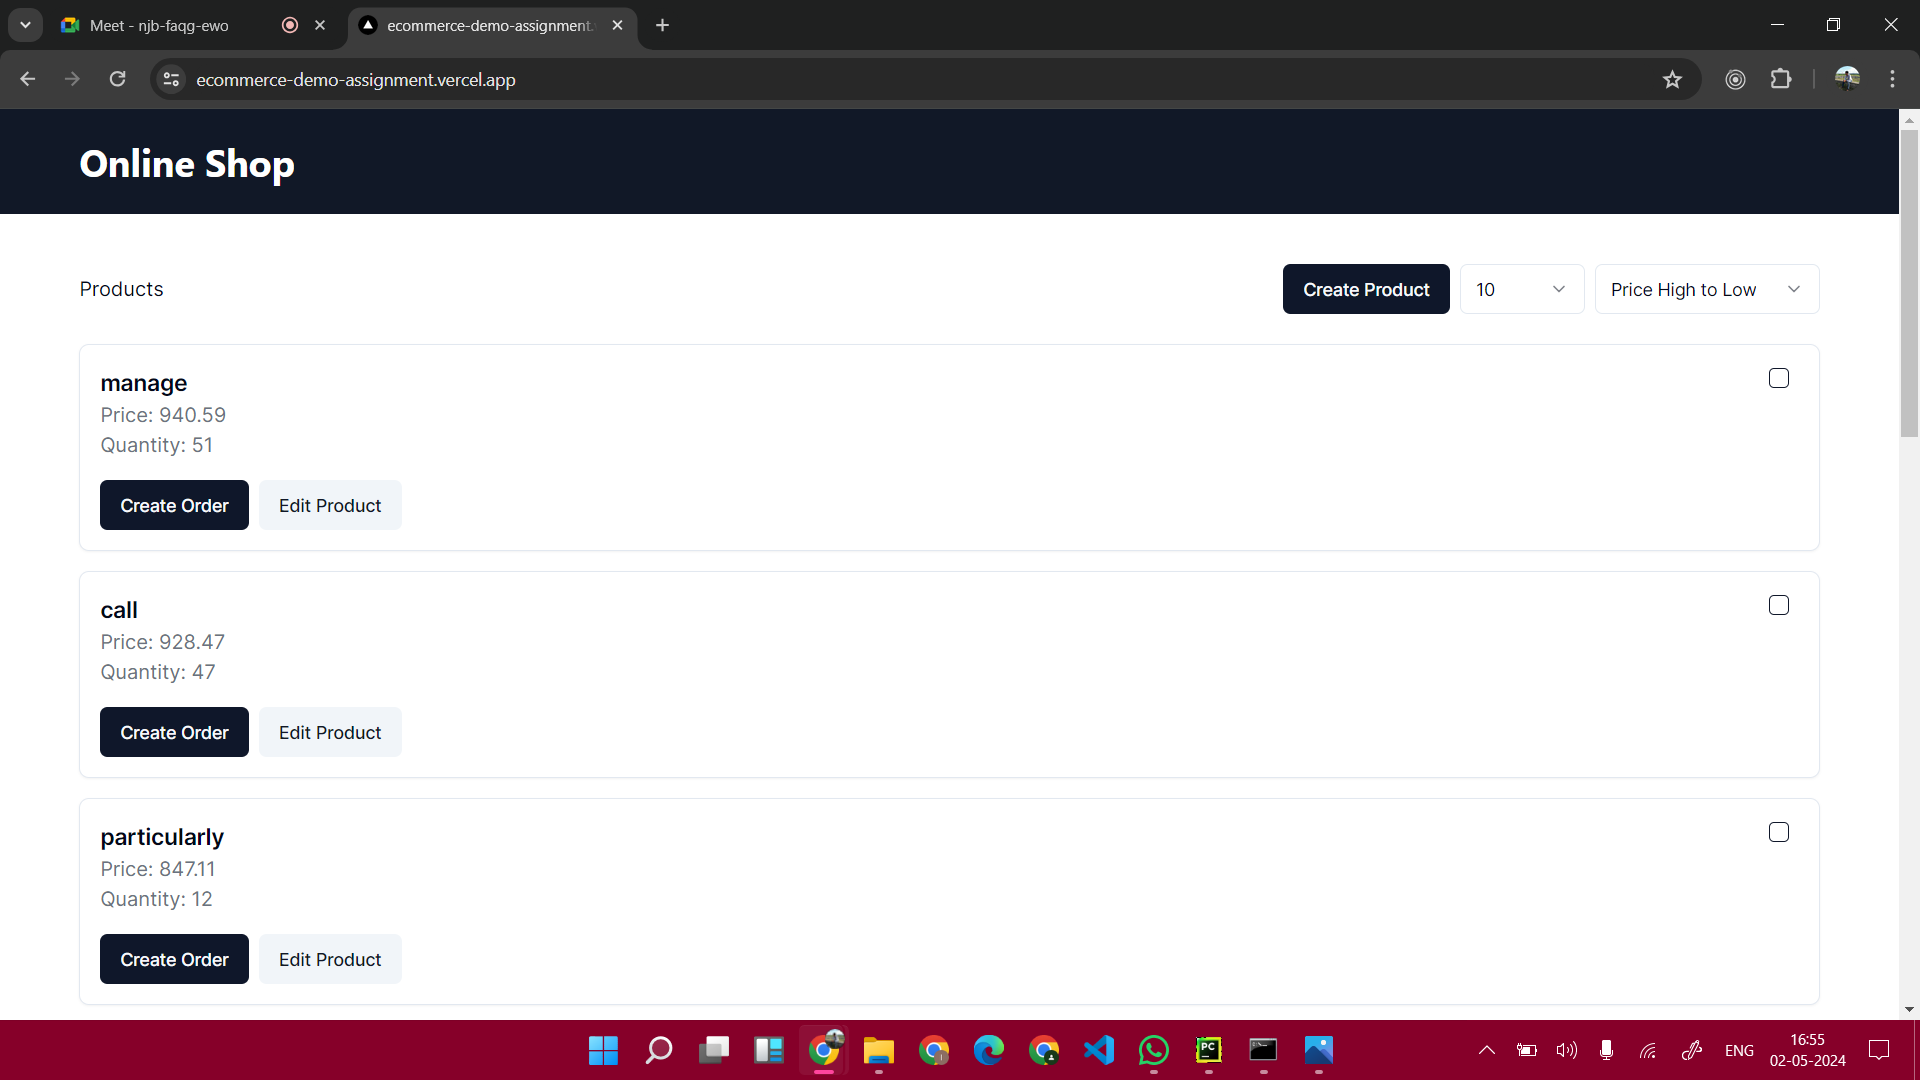 Meet - njb-faqg-ewo
ecommerce-demo-assignment.
ecommerce-demo-assignment.vercel.app
Online Shop
Products
Create Product
10
Price High to Low
manage
Price: 940.59
Quantity: 51
Create Order
Edit Product
call
Price: 928.47
Quantity: 47
Create Order
Edit Product
particularly
Price: 847.11
Quantity: 12
Create Order
Edit Product
PC
ENG
16:55
02-05-2024